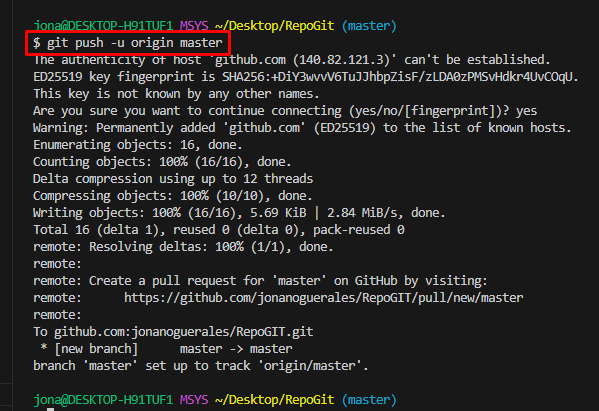 jona@DESKTOP-H91TUF1 MSYS ~/Desktop/RepoGit (master)
$ git push -u origin master
The authenticity of host 'github.com (140.82.121.3)' can't be established.
ED25519 key fingerprint is SHA256:+DiY3wvvV6TuJJhbpZisF/zLDA0zPMSvHdkr4UvCOqU.
This key is not known by any other names.
Are you sure you want to continue connecting (yes/no/[fingerprint])? yes
Warning: Permanently added 'github.com' (ED25519) to the list of known hosts.
Enumerating objects: 16, done.
Counting objects: 100% (16/16), done.
Delta compression using up to 12 threads
Compressing objects: 100% (10/10), done.
Writing objects: 100% (16/16), 5.69 KiB | 2.84 MiB/s, done.
Total 16 (delta 1), reused 0 (delta 0), pack-reused 0
remote: Resolving deltas: 100% (1/1), done.
remote:
remote: Create a pull request for 'master' on GitHub by visiting:
remote:      https://github.com/jonanoguerales/RepoGIT/pull/new/master
remote:
To github.com:jonanoguerales/RepoGIT.git
 * [new branch]      master -> master
branch 'master' set up to track 'origin/master'.
jona@DESKTOP-H91TUF1 MSYS ~/Desktop/RepoGit (master)